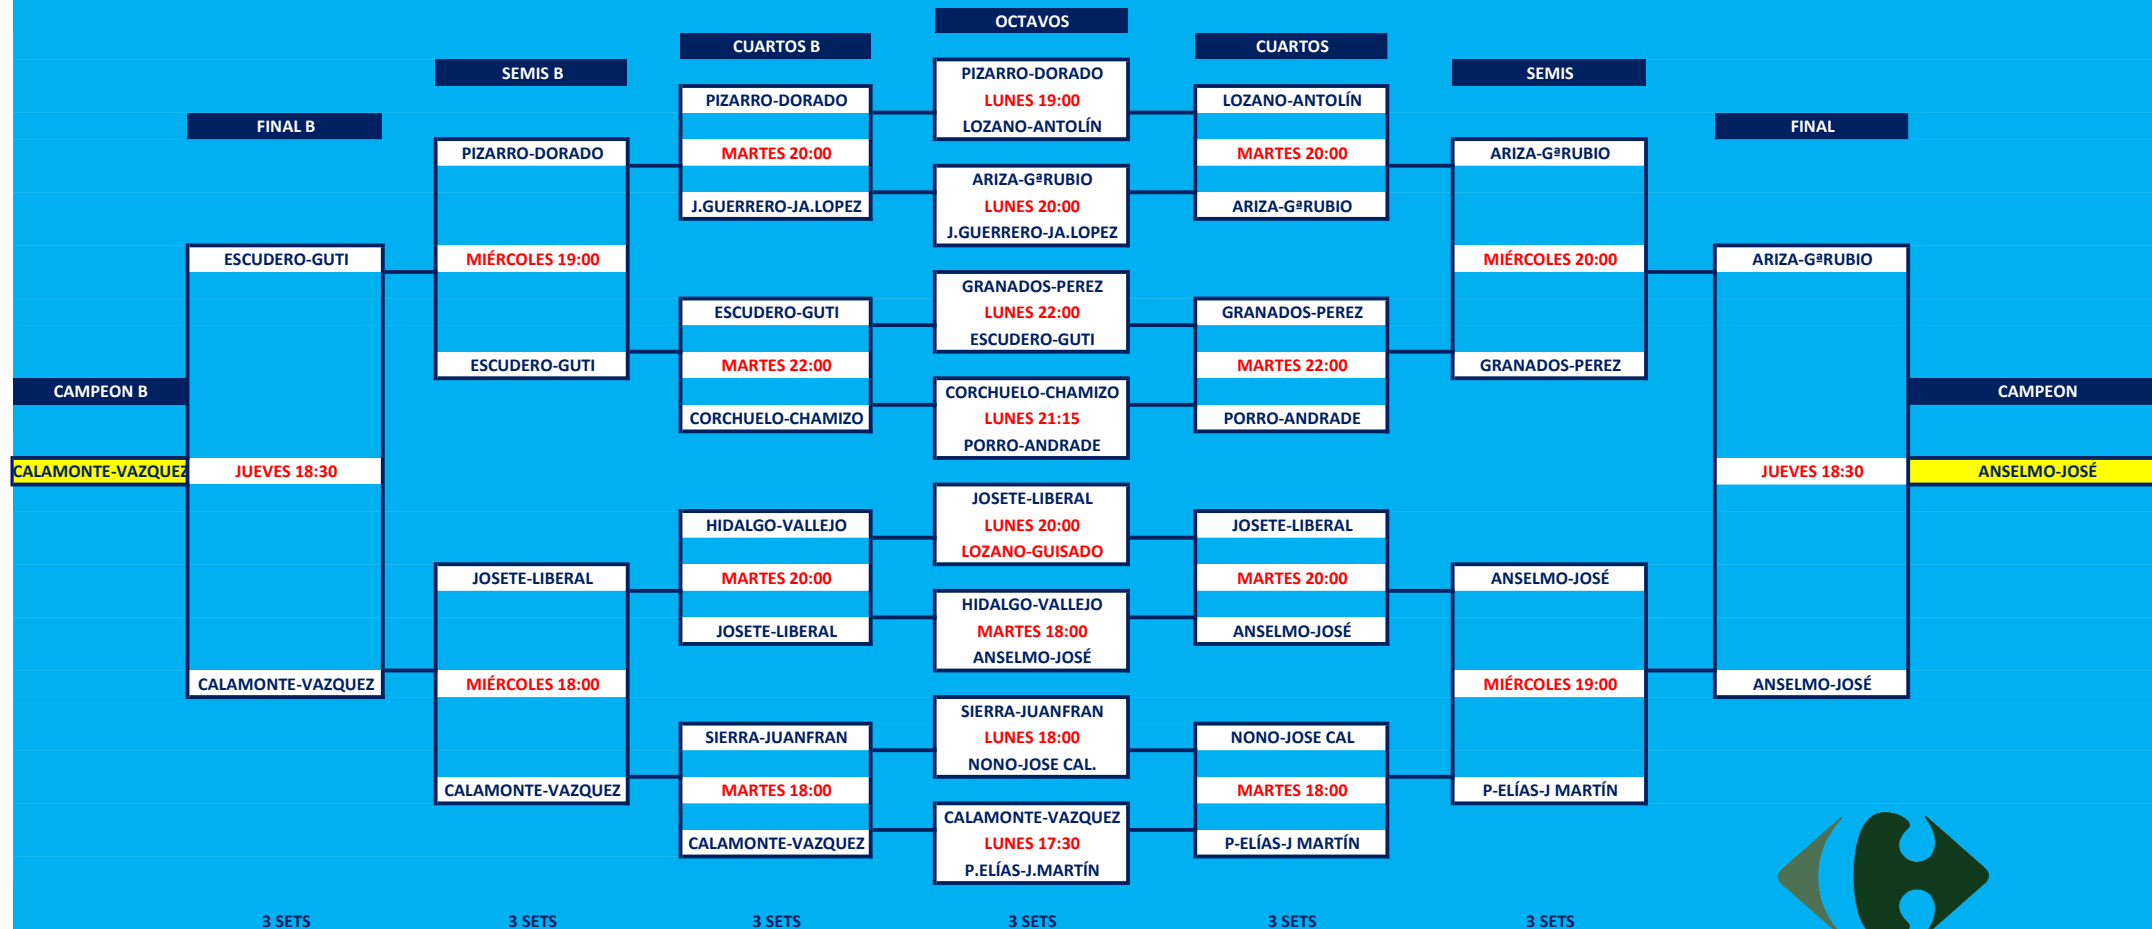 OCTAVOS
CUARTOS B
CUARTOS
SEMIS B
PIZARRO-DORADO
SEMIS
PIZARRO-DORADO
LUNES 19:00
LOZANO-ANTOLÍN
FINAL B
LOZANO-ANTOLÍN
FINAL
PIZARRO-DORADO
MARTES 20:00
MARTES 20:00
ARIZA-GªRUBIO
ARIZA-GªRUBIO
J.GUERRERO-JA.LOPEZ
LUNES 20:00
ARIZA-GªRUBIO
J.GUERRERO-JA.LOPEZ
ESCUDERO-GUTI
MIÉRCOLES 19:00
MIÉRCOLES 20:00
ARIZA-GªRUBIO
GRANADOS-PEREZ
ESCUDERO-GUTI
LUNES 22:00
GRANADOS-PEREZ
ESCUDERO-GUTI
ESCUDERO-GUTI
MARTES 22:00
MARTES 22:00
GRANADOS-PEREZ
CAMPEON B
CORCHUELO-CHAMIZO
CAMPEON
CORCHUELO-CHAMIZO
LUNES 21:15
PORRO-ANDRADE
PORRO-ANDRADE
CALAMONTE-VAZQUEZ
JUEVES 18:30
JUEVES 18:30
ANSELMO-JOSÉ
JOSETE-LIBERAL
HIDALGO-VALLEJO
LUNES 20:00
JOSETE-LIBERAL
LOZANO-GUISADO
JOSETE-LIBERAL
MARTES 20:00
MARTES 20:00
ANSELMO-JOSÉ
HIDALGO-VALLEJO
JOSETE-LIBERAL
MARTES 18:00
ANSELMO-JOSÉ
ANSELMO-JOSÉ
CALAMONTE-VAZQUEZ
MIÉRCOLES 18:00
MIÉRCOLES 19:00
ANSELMO-JOSÉ
SIERRA-JUANFRAN
SIERRA-JUANFRAN
LUNES 18:00
NONO-JOSE CAL
NONO-JOSE CAL.
CALAMONTE-VAZQUEZ
MARTES 18:00
MARTES 18:00
P-ELÍAS-J MARTÍN
CALAMONTE-VAZQUEZ
CALAMONTE-VAZQUEZ
LUNES 17:30
P-ELÍAS-J MARTÍN
P.ELÍAS-J.MARTÍN
3 SETS
3 SETS
3 SETS
3 SETS
3 SETS
3 SETS